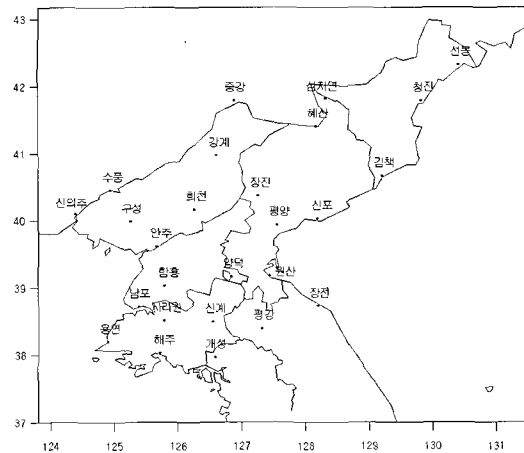 43
선봉
42
삼지연
청진
중강
혜산
41
강계
김책
수풍
장진
희천
신의주
구성
신포
40
평양
안주
함흥
양덕
원산
39
남포
장전
사리원
신계
평강
용연
해주
개성
38
37
124
125
126
127
128
129
130
131